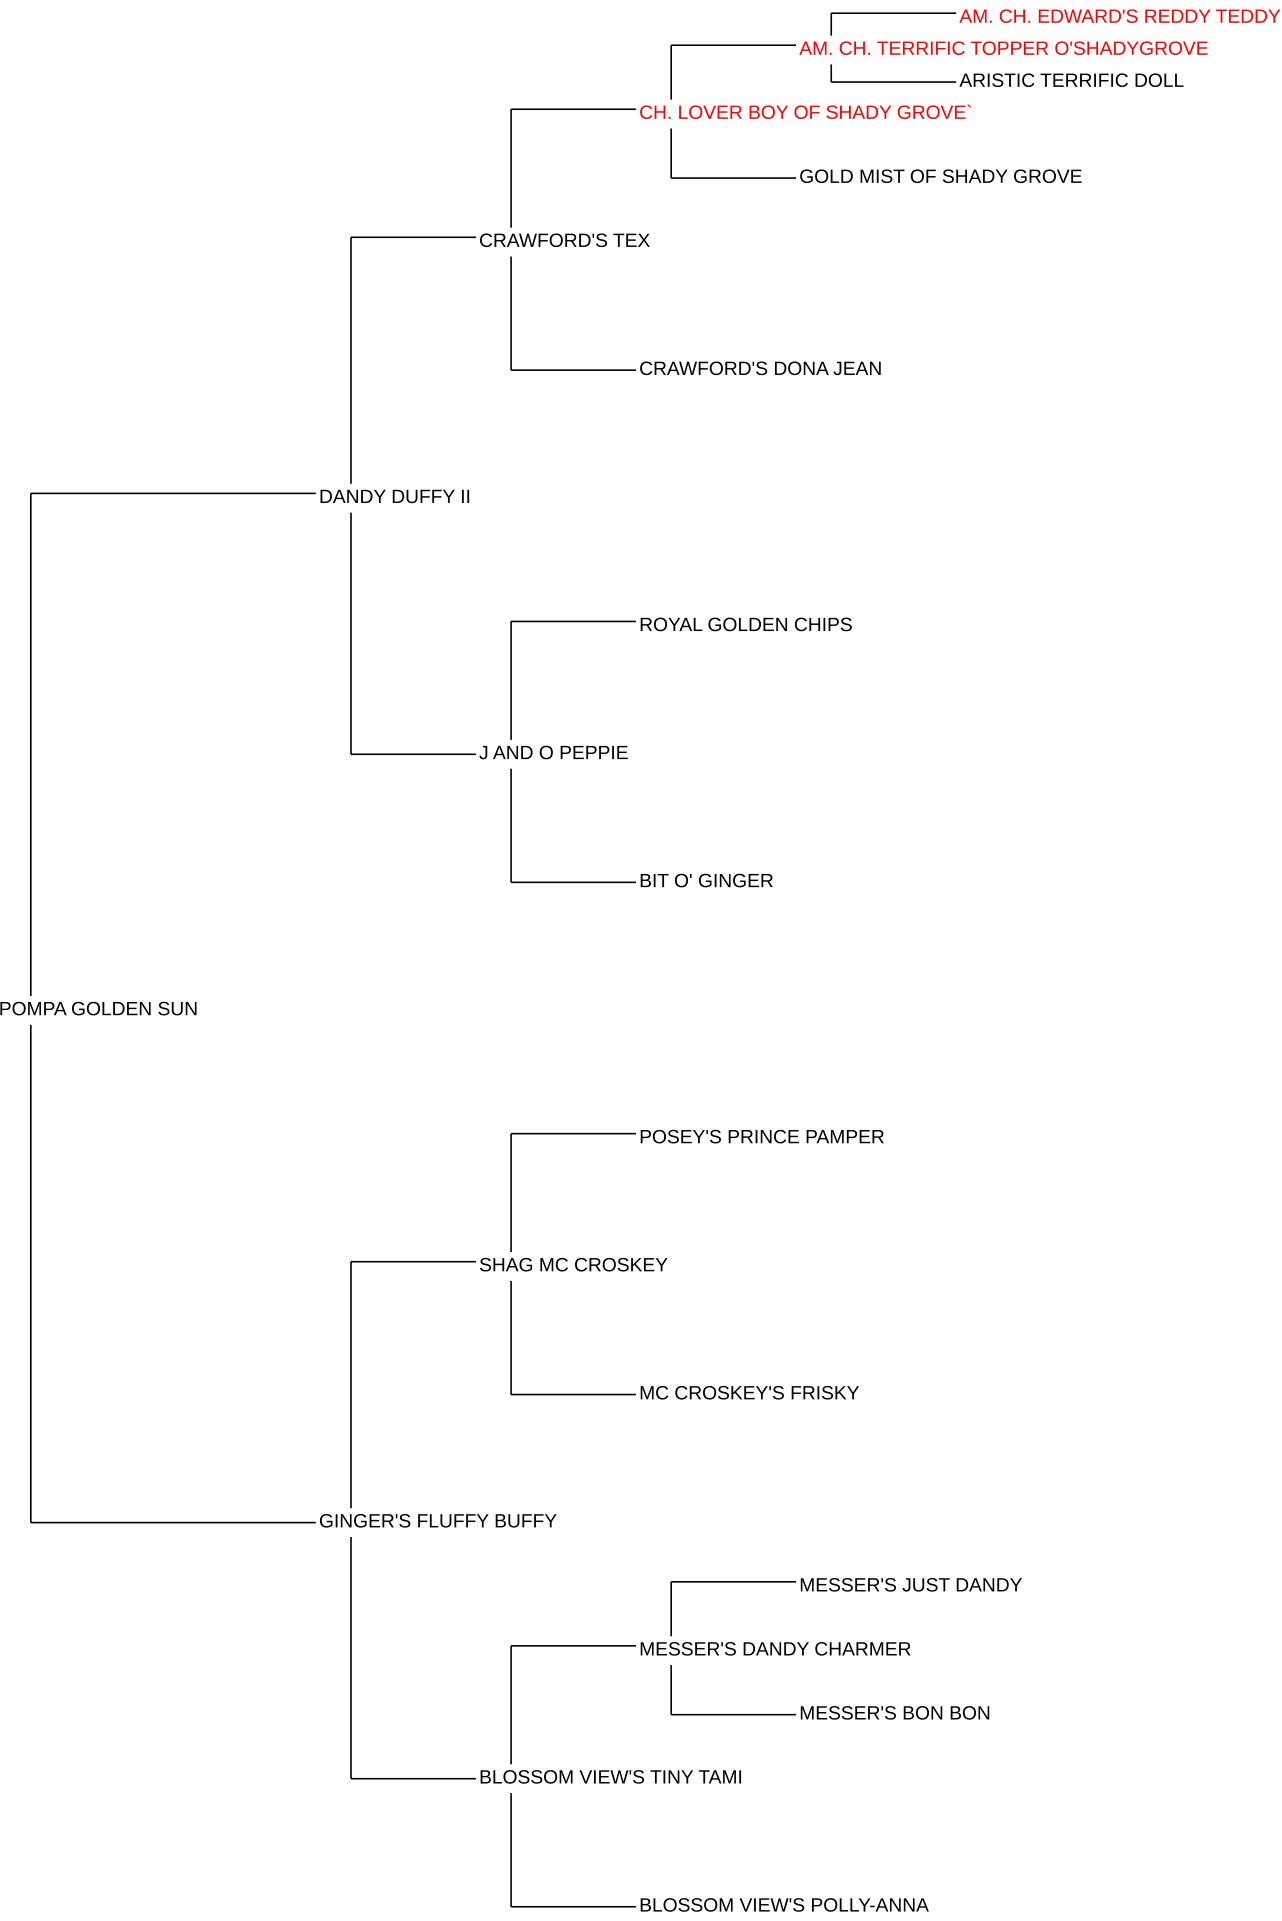 AM. CH. EDWARD'S REDDY TEDDY
AM. CH. TERRIFIC TOPPER O'SHADYGROVE
ARISTIC TERRIFIC DOLL
CH. LOVER BOY OF SHADY GROVE`
GOLD MIST OF SHADY GROVE
CRAWFORD'S TEX
CRAWFORD'S DONA JEAN
DANDY DUFFY II
ROYAL GOLDEN CHIPS
J AND O PEPPIE
BIT O' GINGER
POMPA GOLDEN SUN
POSEY'S PRINCE PAMPER
SHAG MC CROSKEY
MC CROSKEY'S FRISKY
GINGER'S FLUFFY BUFFY
MESSER'S JUST DANDY
MESSER'S DANDY CHARMER
MESSER'S BON BON
BLOSSOM VIEW'S TINY TAMI
BLOSSOM VIEW'S POLLY-ANNA